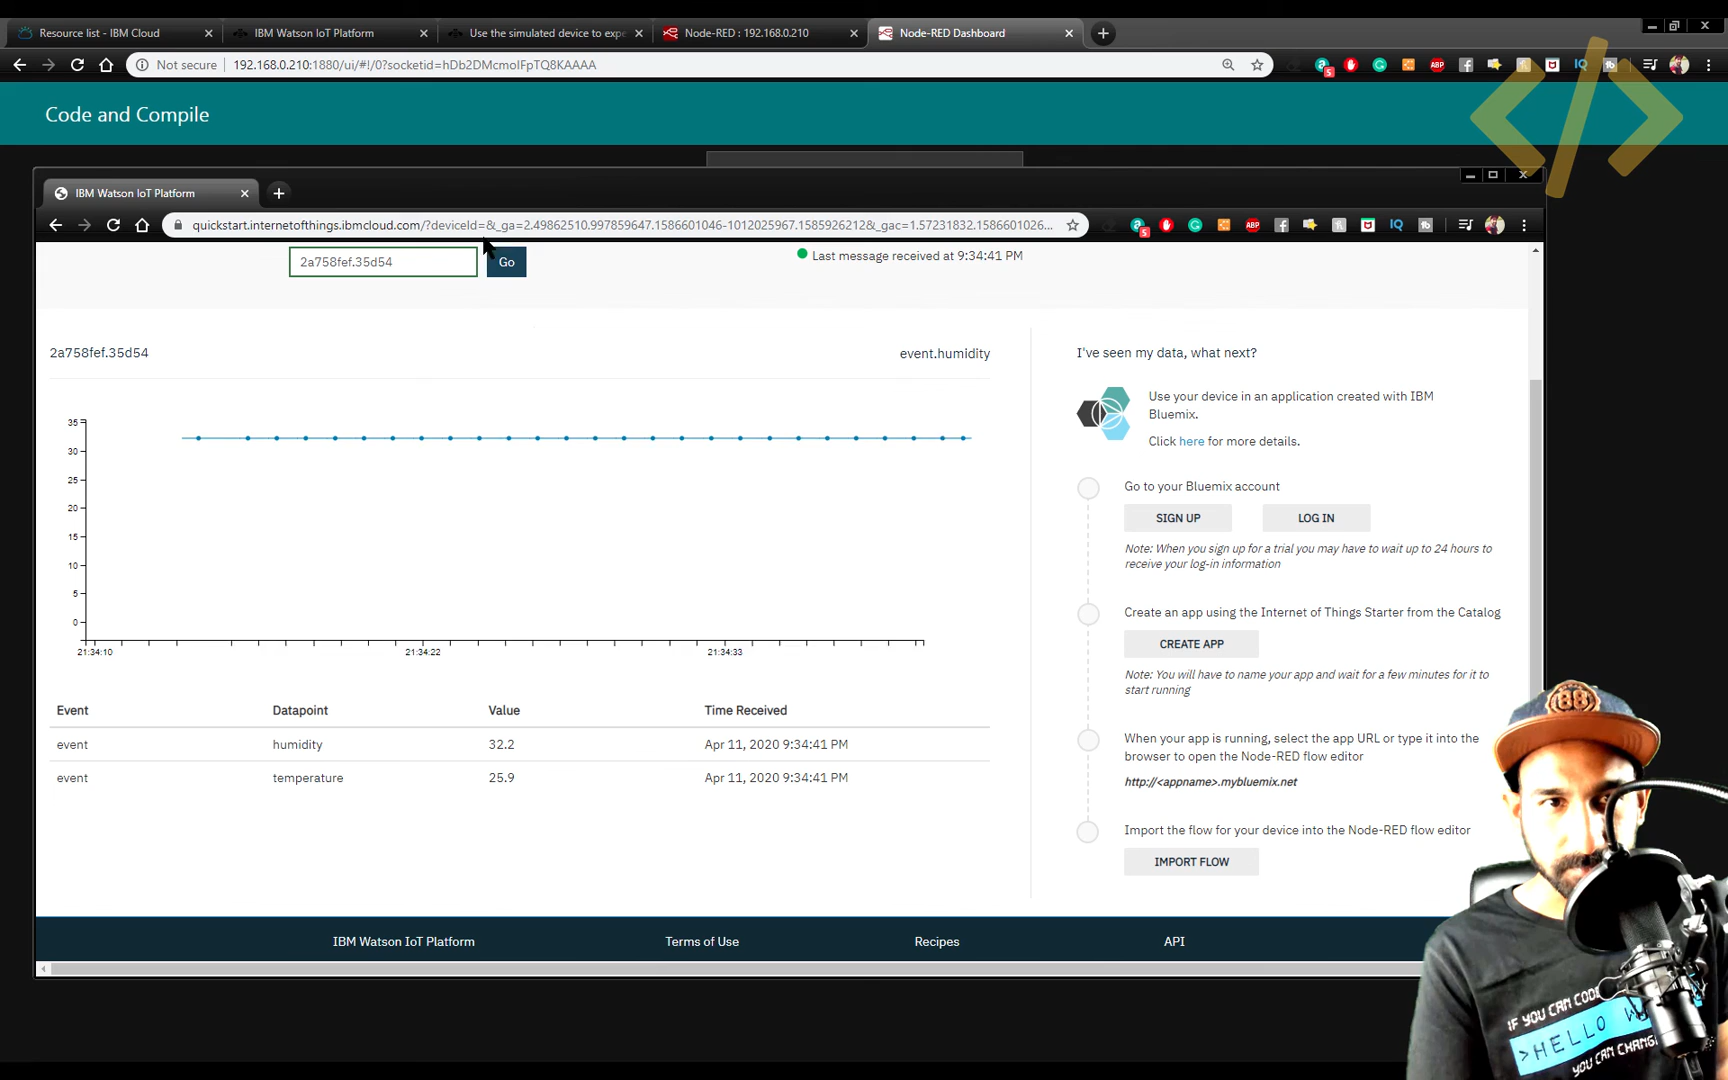 Resource list - IBM Cloud
IBM Watson IoT Platform
Use the simulated device to expe
Node-RED : 192.168.0.210
Node-RED Dashboard
Not secure
192.168.0.210:1880/ui/#!/0?socketid=hDb2DMcmoIFpTQ8KAAAA
Code and Compile
</>
IBM Watson IoT Platform
quickstart.internetofthings.ibmcloud.com/?deviceId=&_ga=2.49862510.997859647.1586601046-1012025967.1585926212&_gac=1.57231832.1586601026...
2a758fef.35d54
Go
Last message received at 9:34:41 PM
2a758fef.35d54
event.humidity
35
30
25
20
15
10
5
0
21:34:10
21:34:22
21:34:33
Event Datapoint Value Time Received
event humidity 32.2 Apr 11, 2020 9:34:41 PM
event temperature 25.9 Apr 11, 2020 9:34:41 PM
I've seen my data, what next?
Use your device in an application created with IBM
Bluemix.
Click here for more details.
Go to your Bluemix account
SIGN UP
LOG IN
Note: When you sign up for a trial you may have to wait up to 24 hours to
receive your log-in information
Create an app using the Internet of Things Starter from the Catalog
CREATE APP
Note: You will have to name your app and wait for a few minutes for it to
start running
When your app is running, select the app URL or type it into the
browser to open the Node-RED flow editor
http://<appname>.mybluemix.net
Import the flow for your device into the Node-RED flow editor
IMPORT FLOW
IBM Watson IoT Platform
Terms of Use
Recipes
API
88
IF YOU CAN CODE
>HELLO W
YOU CAN CHANGE